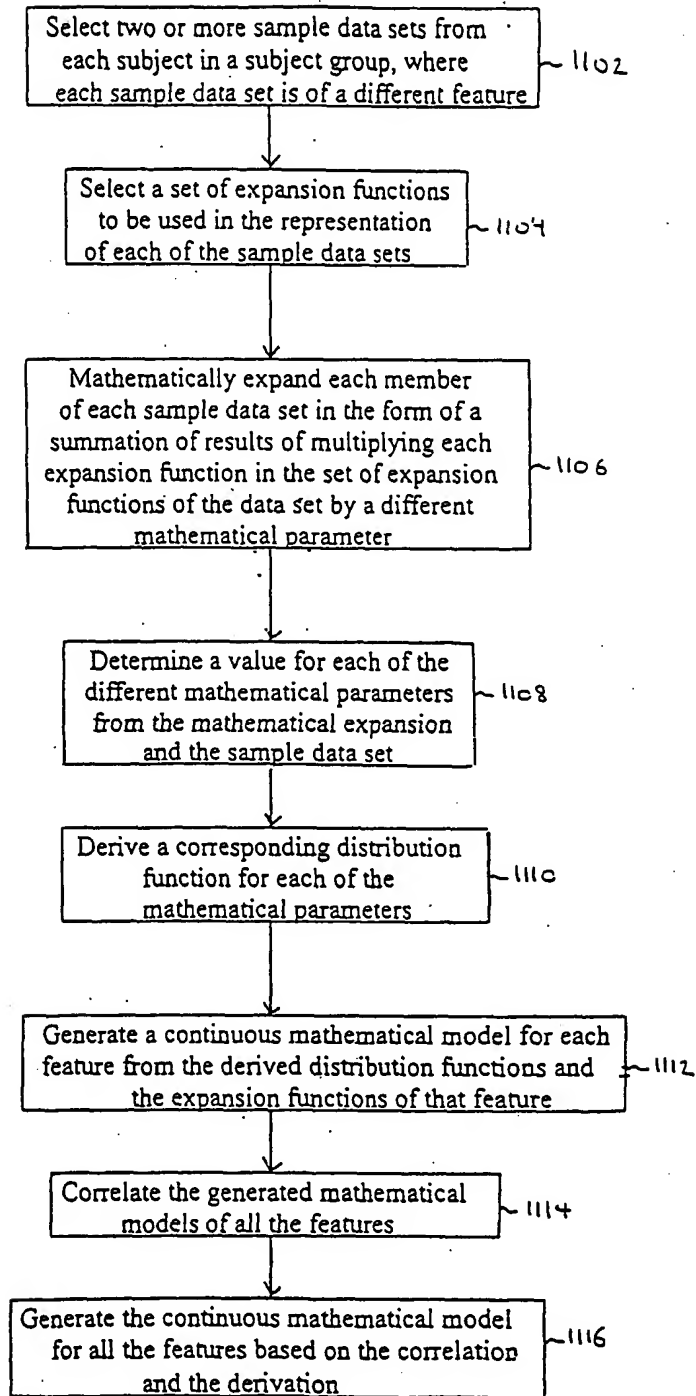 Select two or more sample data sets from
each subject in a subject group, where
each sample data set is of a different feature
1102
Select a set of expansion functions
to be used in the representation
of each of the sample data sets
1104
Mathematically expand each member
of each sample data set in the form of a
summation of results of multiplying each
expansion function in the set of expansion
functions of the data set by a different
mathematical parameter
1106
Determine a value for each of the
different mathematical parameters
from the mathematical expansion
and the sample data set
1108
Derive a corresponding distribution
function for each of the
mathematical parameters
1110
Generate a continuous mathematical model for each
feature from the derived distribution functions and
the expansion functions of that feature
1112
Correlate the generated mathematical
models of all the features
1114
Generate the continuous mathematical model
for all the features based on the correlation
and the derivation
1116